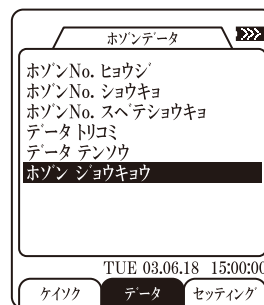 ホゾンデータ
ホゾンNo. ヒョウジ
ホゾンNo. ショウキョ
ホゾンNo. スベテショウキョ
データ トリコミ
データ テンソウ
ホゾン ジョウキョウ
TUE 03.06.18 15:00:00
ケイソク データ セッティング